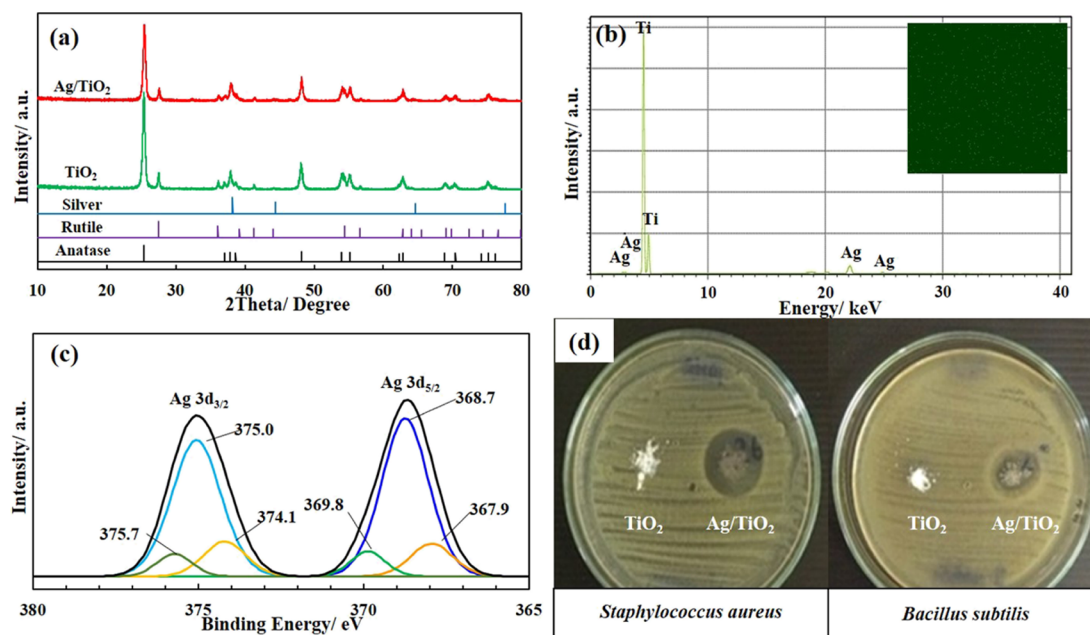 (a)
Intensity/ a.u.
Ag/TiO₂
TiO₂
Silver
Rutile
Anatase
10 20 30 40 50 60 70 80
2Theta/ Degree
(b)
Intensity/ a.u.
Ti
Ti
Ag
Ag
Ag
Ag
0 10 20 30 40
Energy/ keV
(c)
Intensity/ a.u.
Ag 3d3/2
Ag 3d5/2
375.0
368.7
375.7
374.1
369.8
367.9
380 375 370 365
Binding Energy/ eV
(d)
TiO₂
Ag/TiO₂
TiO₂
Ag/TiO₂
Staphylococcus aureus
Bacillus subtilis